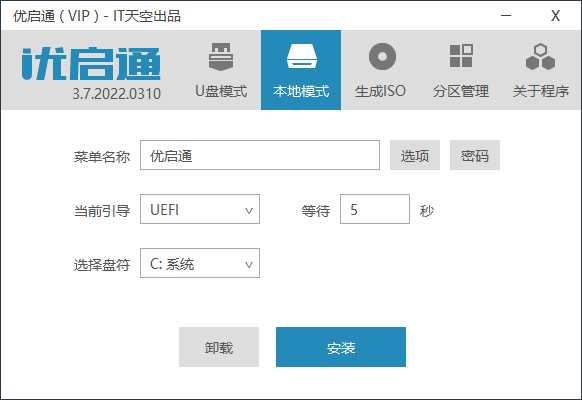 优启通 ( VIP ) - IT天空出品
X
优启通
3.7.2022.0310
U盘模式
本地模式
生成ISO
分区管理
关于程序
菜单名称
优启通
选项
密码
当前引导
UEFI
等待
5
秒
选择盘符
C: 系统
卸载
安装